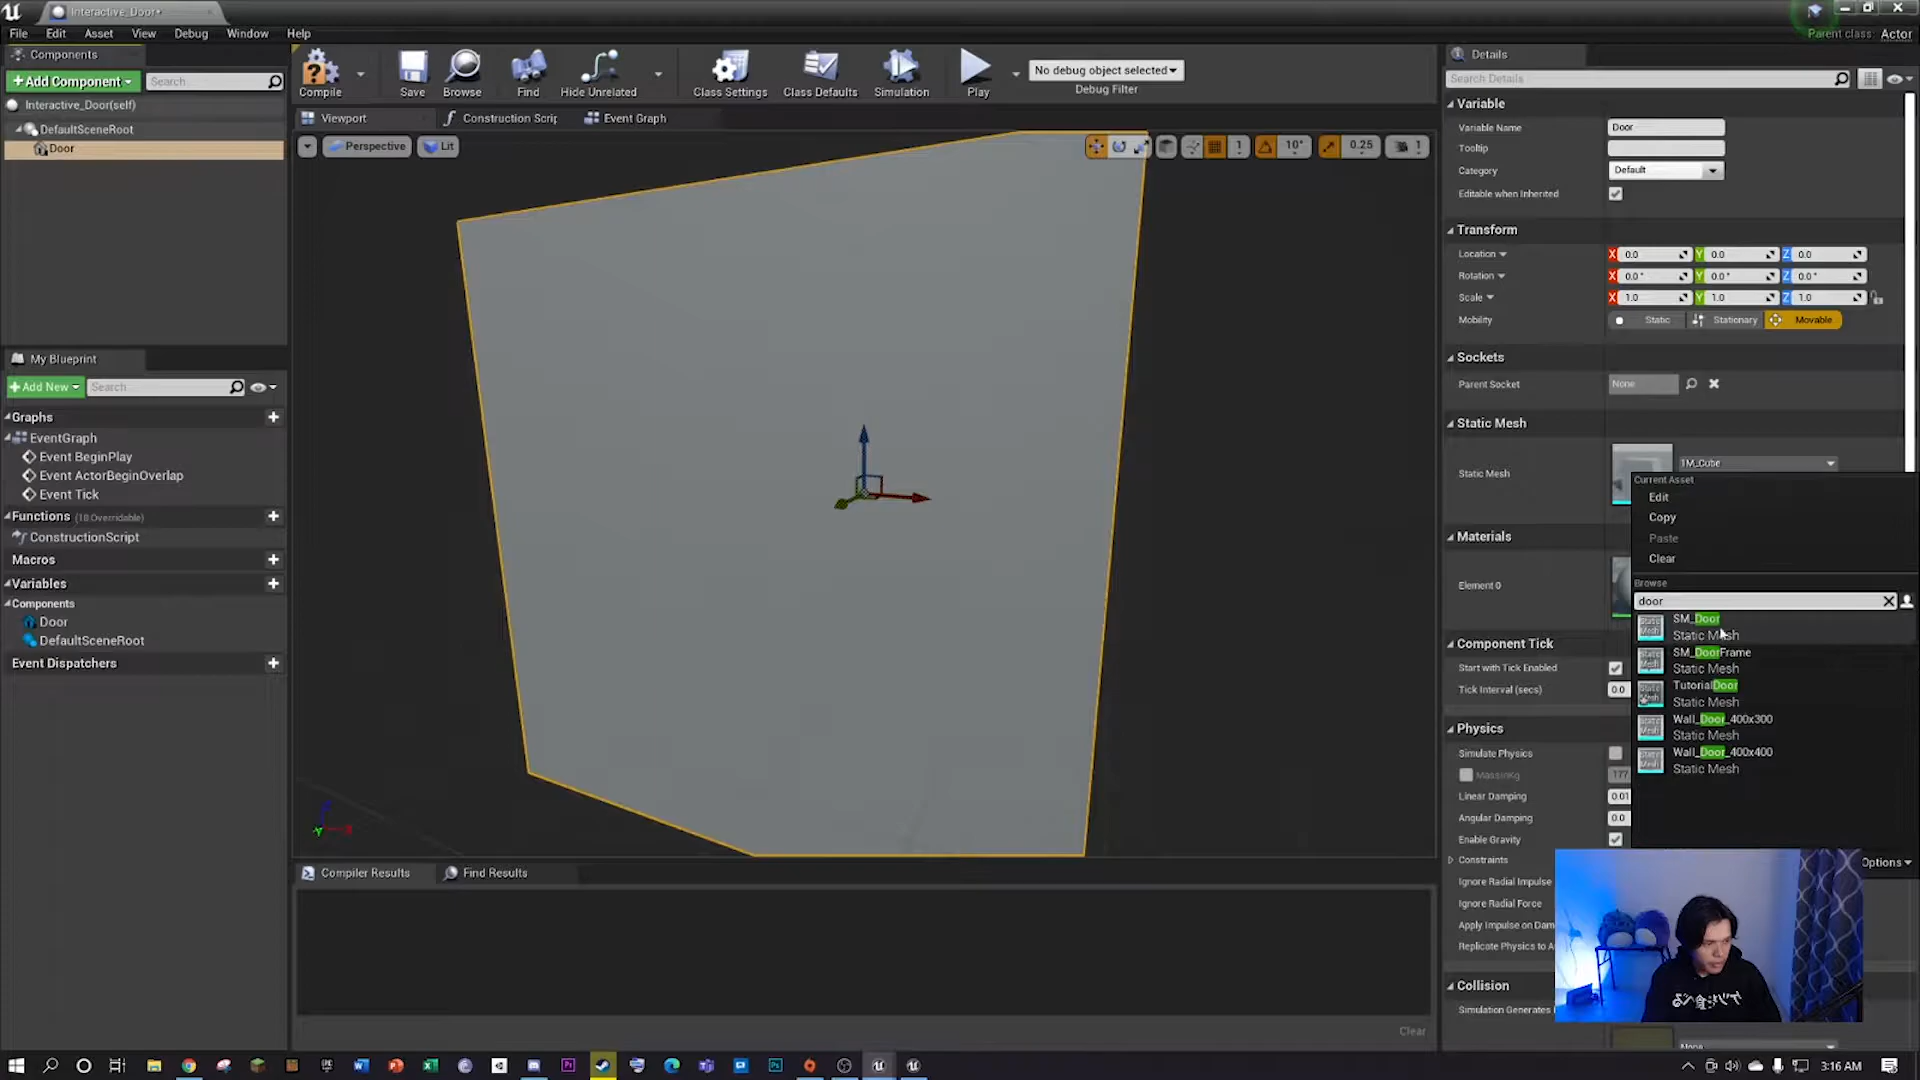 Interactive_Door*
File Edit Asset View Debug Window Help
Parent class: Actor
Components
+Add Component
Search
Interactive_Door(self)
DefaultSceneRoot
Door
Compile
Save
Browse
Find
Hide Unrelated
Class Settings
Class Defaults
Simulation
Play
No debug object selected
Debug Filter
Viewport
Construction Scrip
Event Graph
Perspective
Lit
1
10°
0.25
1
My Blueprint
+Add New
Search
Graphs
EventGraph
Event BeginPlay
Event ActorBeginOverlap
Event Tick
Functions (18 Overridable)
ConstructionScript
Macros
Variables
Components
Door
DefaultSceneRoot
Event Dispatchers
Compiler Results
Find Results
Clear
Details
Search Details
Variable
Variable Name Door
Tooltip
Category Default
Editable when Inherited
Transform
Location X 0.0 Y 0.0 Z 0.0
Rotation X 0.0° Y 0.0° Z 0.0°
Scale X 1.0 Y 1.0 Z 1.0
Mobility Static Stationary Movable
Sockets
Parent Socket None
Static Mesh
Static Mesh 1M_Cube
Current Asset
Edit
Copy
Paste
Clear
Browse
door
SM_Door
Static Mesh
SM_DoorFrame
Static Mesh
TutorialDoor
Static Mesh
Wall_Door_400x300
Static Mesh
Wall_Door_400x400
Static Mesh
Options
Materials
Element 0
Component Tick
Start with Tick Enabled
Tick Interval (secs) 0.0
Physics
Simulate Physics
MassInKg 177
Linear Damping 0.01
Angular Damping 0.0
Enable Gravity
Constraints
Ignore Radial Impulse
Ignore Radial Force
Apply Impulse on Dam
Replicate Physics to A
Collision
Simulation Generates
None
3:16 AM